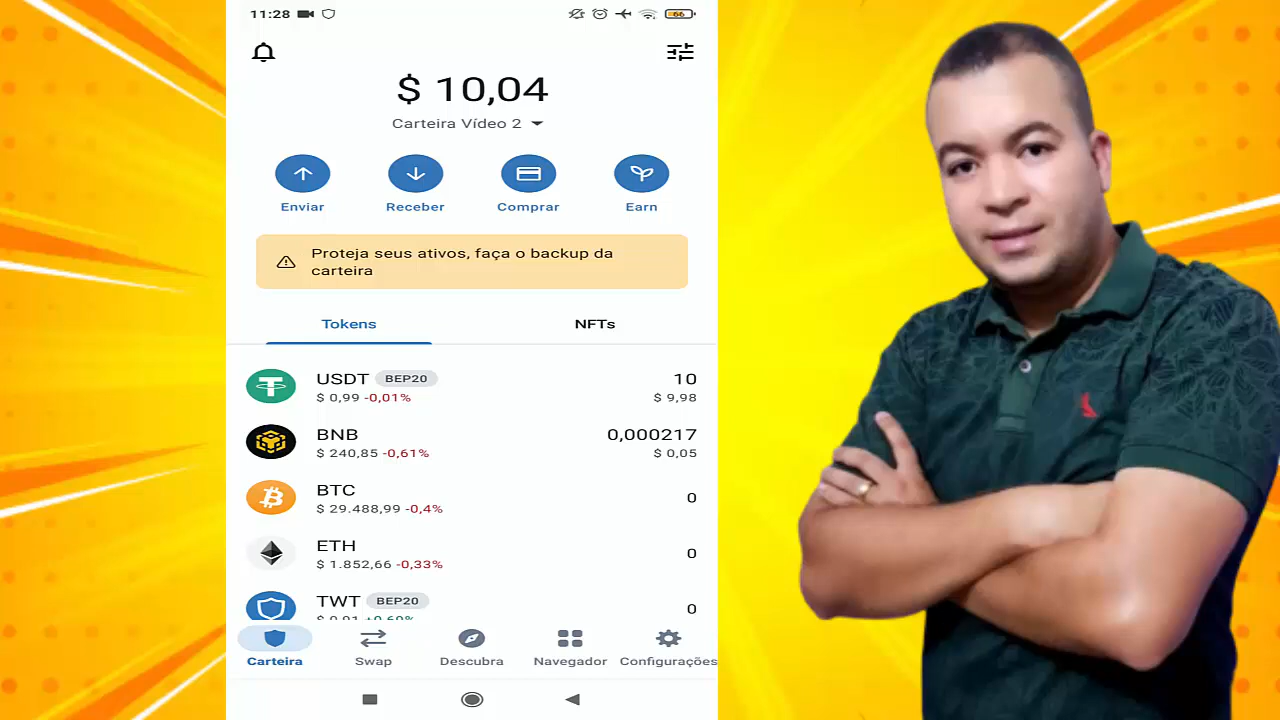 11:28
66
$ 10,04
Carteira Vídeo 2
Enviar Receber Comprar Earn
Proteja seus ativos, faça o backup da
carteira
Tokens NFTs
USDT BEP20 10
$ 0,99 -0,01% $ 9,98
BNB 0,000217
$ 240,85 -0,61% $ 0,05
BTC 0
$ 29.488,99 -0,4%
ETH 0
$ 1.852,66 -0,33%
TWT BEP20 0
Carteira Swap Descubra Navegador Configurações